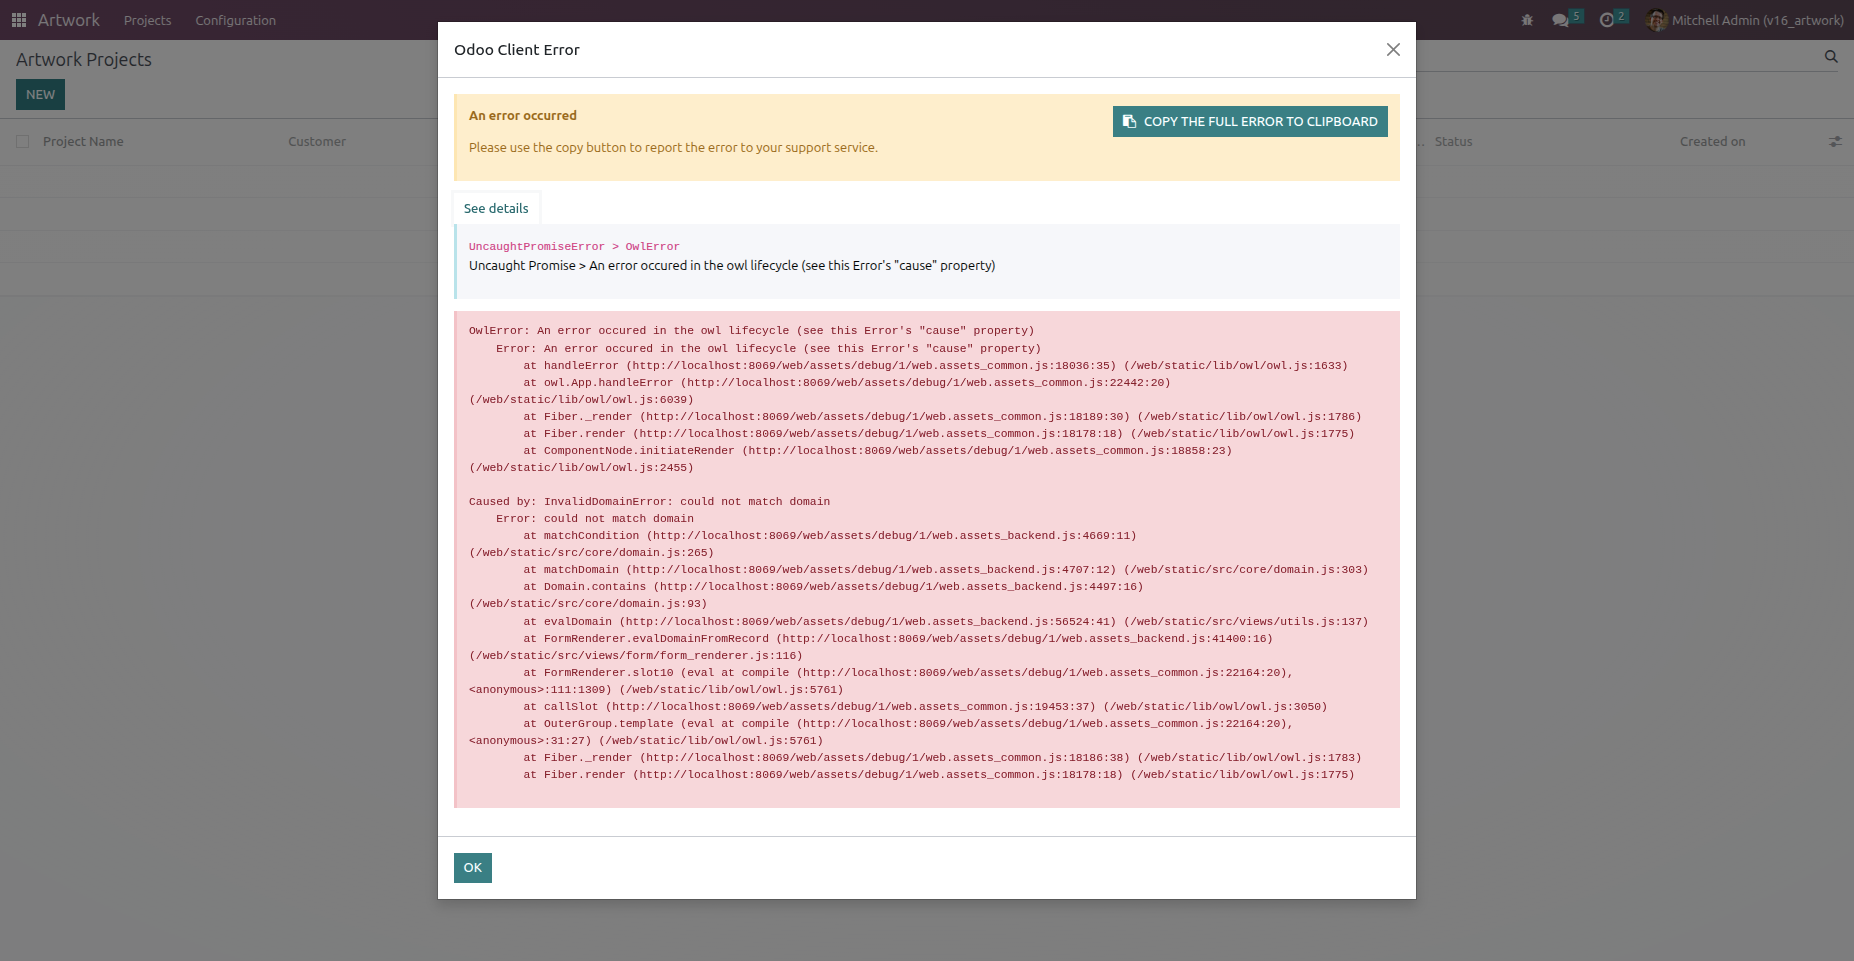 Artwork Projects Configuration 5 2 Mitchell Admin (v16_artwork)
Artwork Projects
NEW
Project Name Customer .. Status Created on
Odoo Client Error
An error occurred
COPY THE FULL ERROR TO CLIPBOARD
Please use the copy button to report the error to your support service.
See details
UncaughtPromiseError > OwlError
Uncaught Promise > An error occured in the owl lifecycle (see this Error's "cause" property)
OwlError: An error occured in the owl lifecycle (see this Error's "cause" property)
Error: An error occured in the owl lifecycle (see this Error's "cause" property)
at handleError (http://localhost:8069/web/assets/debug/1/web.assets_common.js:18036:35) (/web/static/lib/owl/owl.js:1633)
at owl.App.handleError (http://localhost:8069/web/assets/debug/1/web.assets_common.js:22442:20)
(/web/static/lib/owl/owl.js:6039)
at Fiber._render (http://localhost:8069/web/assets/debug/1/web.assets_common.js:18189:30) (/web/static/lib/owl/owl.js:1786)
at Fiber.render (http://localhost:8069/web/assets/debug/1/web.assets_common.js:18178:18) (/web/static/lib/owl/owl.js:1775)
at ComponentNode.initiateRender (http://localhost:8069/web/assets/debug/1/web.assets_common.js:18858:23)
(/web/static/lib/owl/owl.js:2455)
Caused by: InvalidDomainError: could not match domain
Error: could not match domain
at matchCondition (http://localhost:8069/web/assets/debug/1/web.assets_backend.js:4669:11)
(/web/static/src/core/domain.js:265)
at matchDomain (http://localhost:8069/web/assets/debug/1/web.assets_backend.js:4707:12) (/web/static/src/core/domain.js:303)
at Domain.contains (http://localhost:8069/web/assets/debug/1/web.assets_backend.js:4497:16)
(/web/static/src/core/domain.js:93)
at evalDomain (http://localhost:8069/web/assets/debug/1/web.assets_backend.js:56524:41) (/web/static/src/views/utils.js:137)
at FormRenderer.evalDomainFromRecord (http://localhost:8069/web/assets/debug/1/web.assets_backend.js:41400:16)
(/web/static/src/views/form/form_renderer.js:116)
at FormRenderer.slot10 (eval at compile (http://localhost:8069/web/assets/debug/1/web.assets_common.js:22164:20),
<anonymous>:111:1309) (/web/static/lib/owl/owl.js:5761)
at callSlot (http://localhost:8069/web/assets/debug/1/web.assets_common.js:19453:37) (/web/static/lib/owl/owl.js:3050)
at OuterGroup.template (eval at compile (http://localhost:8069/web/assets/debug/1/web.assets_common.js:22164:20),
<anonymous>:31:27) (/web/static/lib/owl/owl.js:5761)
at Fiber._render (http://localhost:8069/web/assets/debug/1/web.assets_common.js:18186:38) (/web/static/lib/owl/owl.js:1783)
at Fiber.render (http://localhost:8069/web/assets/debug/1/web.assets_common.js:18178:18) (/web/static/lib/owl/owl.js:1775)
OK